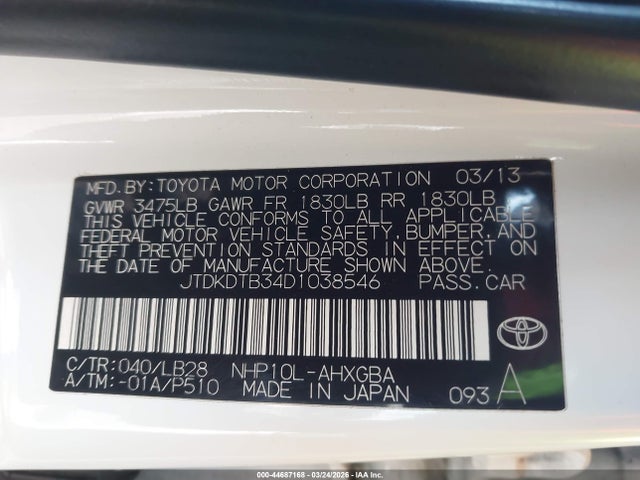 MFD. BY: TOYOTA MOTOR CORPORATION 03/13
GVWR 3475LB GAWR FR 1830LB RR 1830LB
THIS VEHICLE CONFORMS TO ALL APPLICABLE
FEDERAL MOTOR VEHICLE SAFETY, BUMPER, AND
THEFT PREVENTION STANDARDS IN EFFECT ON
THE DATE OF MANUFACTURE SHOWN ABOVE.
JTDKDTB34D1038546 PASS. CAR
TOYOTA
C/TR: 040/LB28 NHP10L-AHXGBA
A/TM: -01A/P510 MADE IN JAPAN 093 A
000-44687168 - 03/24/2026 - IAA Holdings, LLC